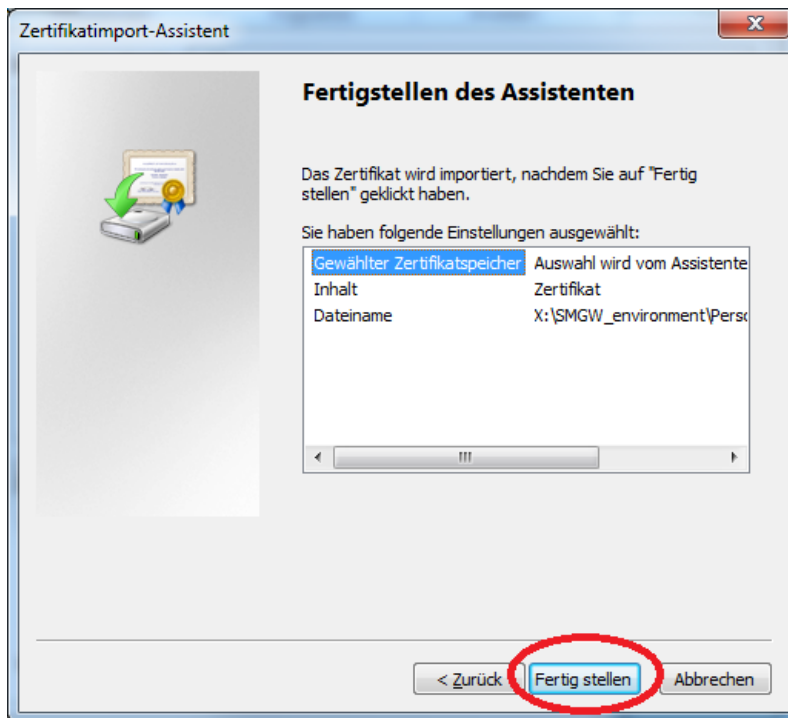 Zertifikatimport-Assistent
Fertigstellen des Assistenten
Das Zertifikat wird importiert, nachdem Sie auf "Fertig
stellen" geklickt haben.
Sie haben folgende Einstellungen ausgewählt:
Gewählter Zertifikatspeicher Auswahl wird vom Assistente
Inhalt Zertifikat
Dateiname X:\SMGW_environment\Perso
< Zurück Fertig stellen Abbrechen